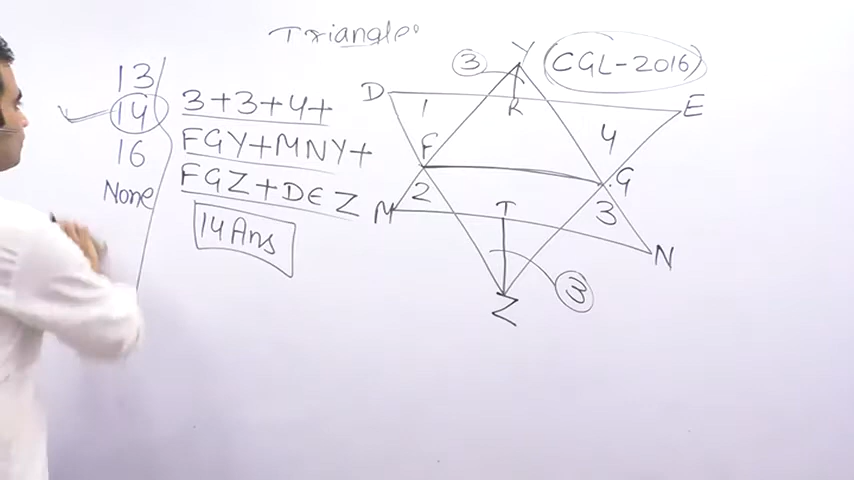 Triangle
CGL-2016
13
14
16
None
3+3+4+
FGY+MNY+
FGZ+DEZ
14 Ans
3
Y
D
1
R
E
4
F
G
2
M
T
3
N
3
Z